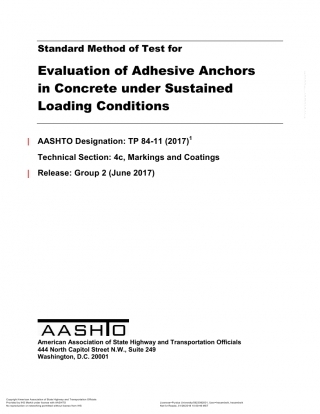 Standard Method of Test for
Evaluation of Adhesive Anchors
in Concrete under Sustained
Loading Conditions
AASHTO Designation: TP 84-11 (2017)1
Technical Section: 4c, Markings and Coatings
Release: Group 2 (June 2017)
AASHTO
American Association of State Highway and Transportation Officials
444 North Capitol Street N.W., Suite 249
Washington, D.C. 20001